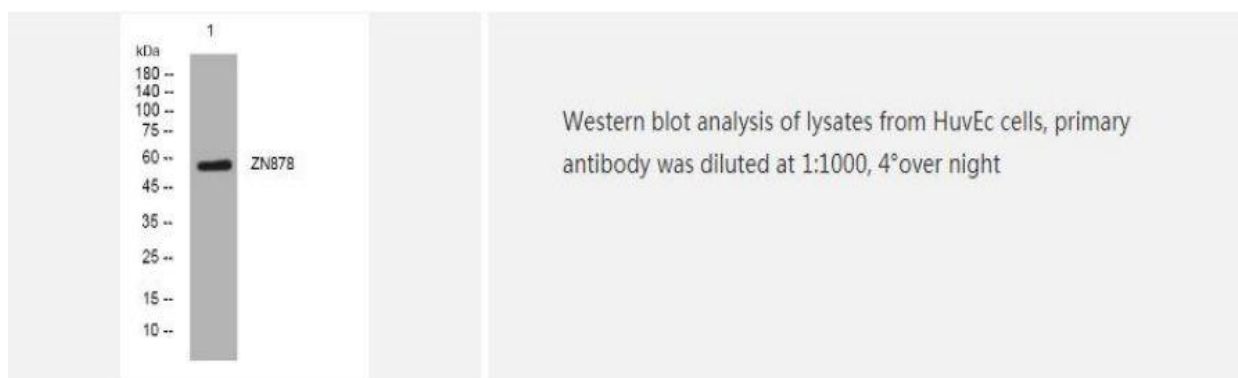 1
kDa
180 --
140 --
100 --
75 --
60 --
ZN878
45 --
35 --
25 --
15 --
10 --
Western blot analysis of lysates from HuvEc cells, primary
antibody was diluted at 1:1000, 4°over night